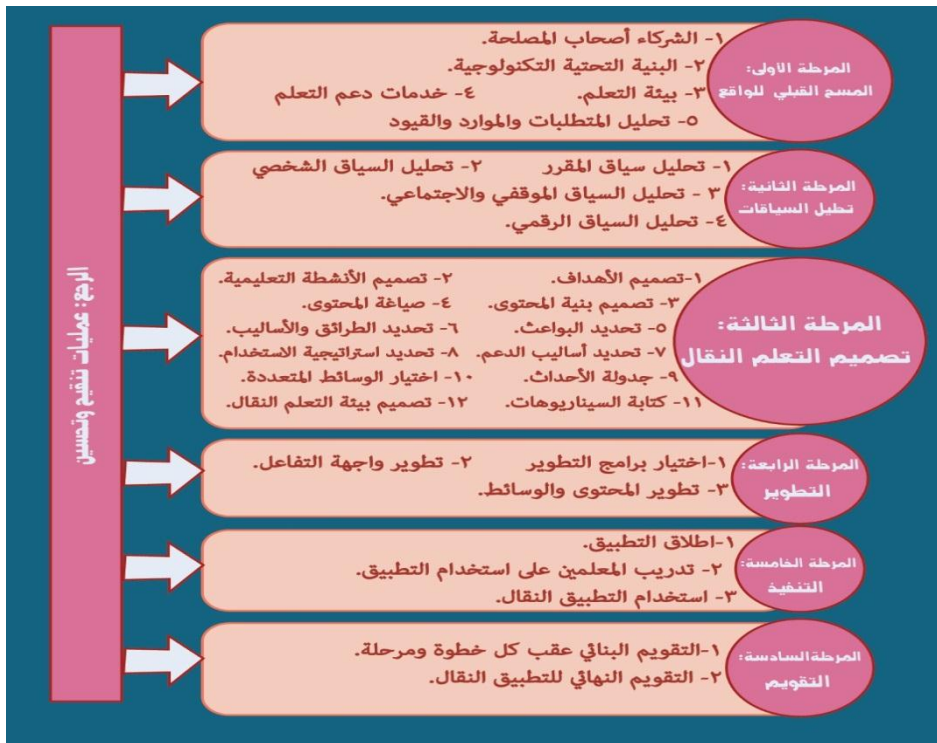 المرحلة الأولى:
المسح القبلي للواقع
١- الشركاء أصحاب المصلحة.
٢- البنية التحتية التكنولوجية.
٣- بيئة التعلم. ٤- خدمات دعم التعلم
٥- تحليل المتطلبات والموارد والقيود
المرحلة الثانية:
تحليل السياقات
١- تحليل سياق المقرر ٢- تحليل السياق الشخصي
٣ - تحليل السياق الموقفي والاجتماعي.
٤- تحليل السياق الرقمي.
المرحلة الثالثة:
تصميم التعلم النقال
١-تصميم الأهداف. ٢- تصميم الأنشطة التعليمية.
٣- تصميم بنية المحتوى. ٤- صياغة المحتوى.
٥- تحديد البواعث. ٦- تحديد الطرائق والأساليب.
٧- تحديد أساليب الدعم. ٨- تحديد استراتيجية الاستخدام.
٩- جدولة الأحداث. ١٠- اختيار الوسائط المتعددة.
١١- كتابة السيناريوهات. ١٢- تصميم بيئة التعلم النقال.
المرحلة الرابعة:
التطوير
١-اختيار برامج التطوير ٢- تطوير واجهة التفاعل.
٣- تطوير المحتوى والوسائط.
المرحلة الخامسة:
التنفيذ
١-اطلاق التطبيق.
٢- تدريب المعلمين على استخدام التطبيق.
٣- استخدام التطبيق النقال.
المرحلة السادسة:
التقويم
١-التقويم البنائي عقب كل خطوة ومرحلة.
٢- التقويم النهائي للتطبيق النقال.
الرجع: عمليات تنقيح وتحسين